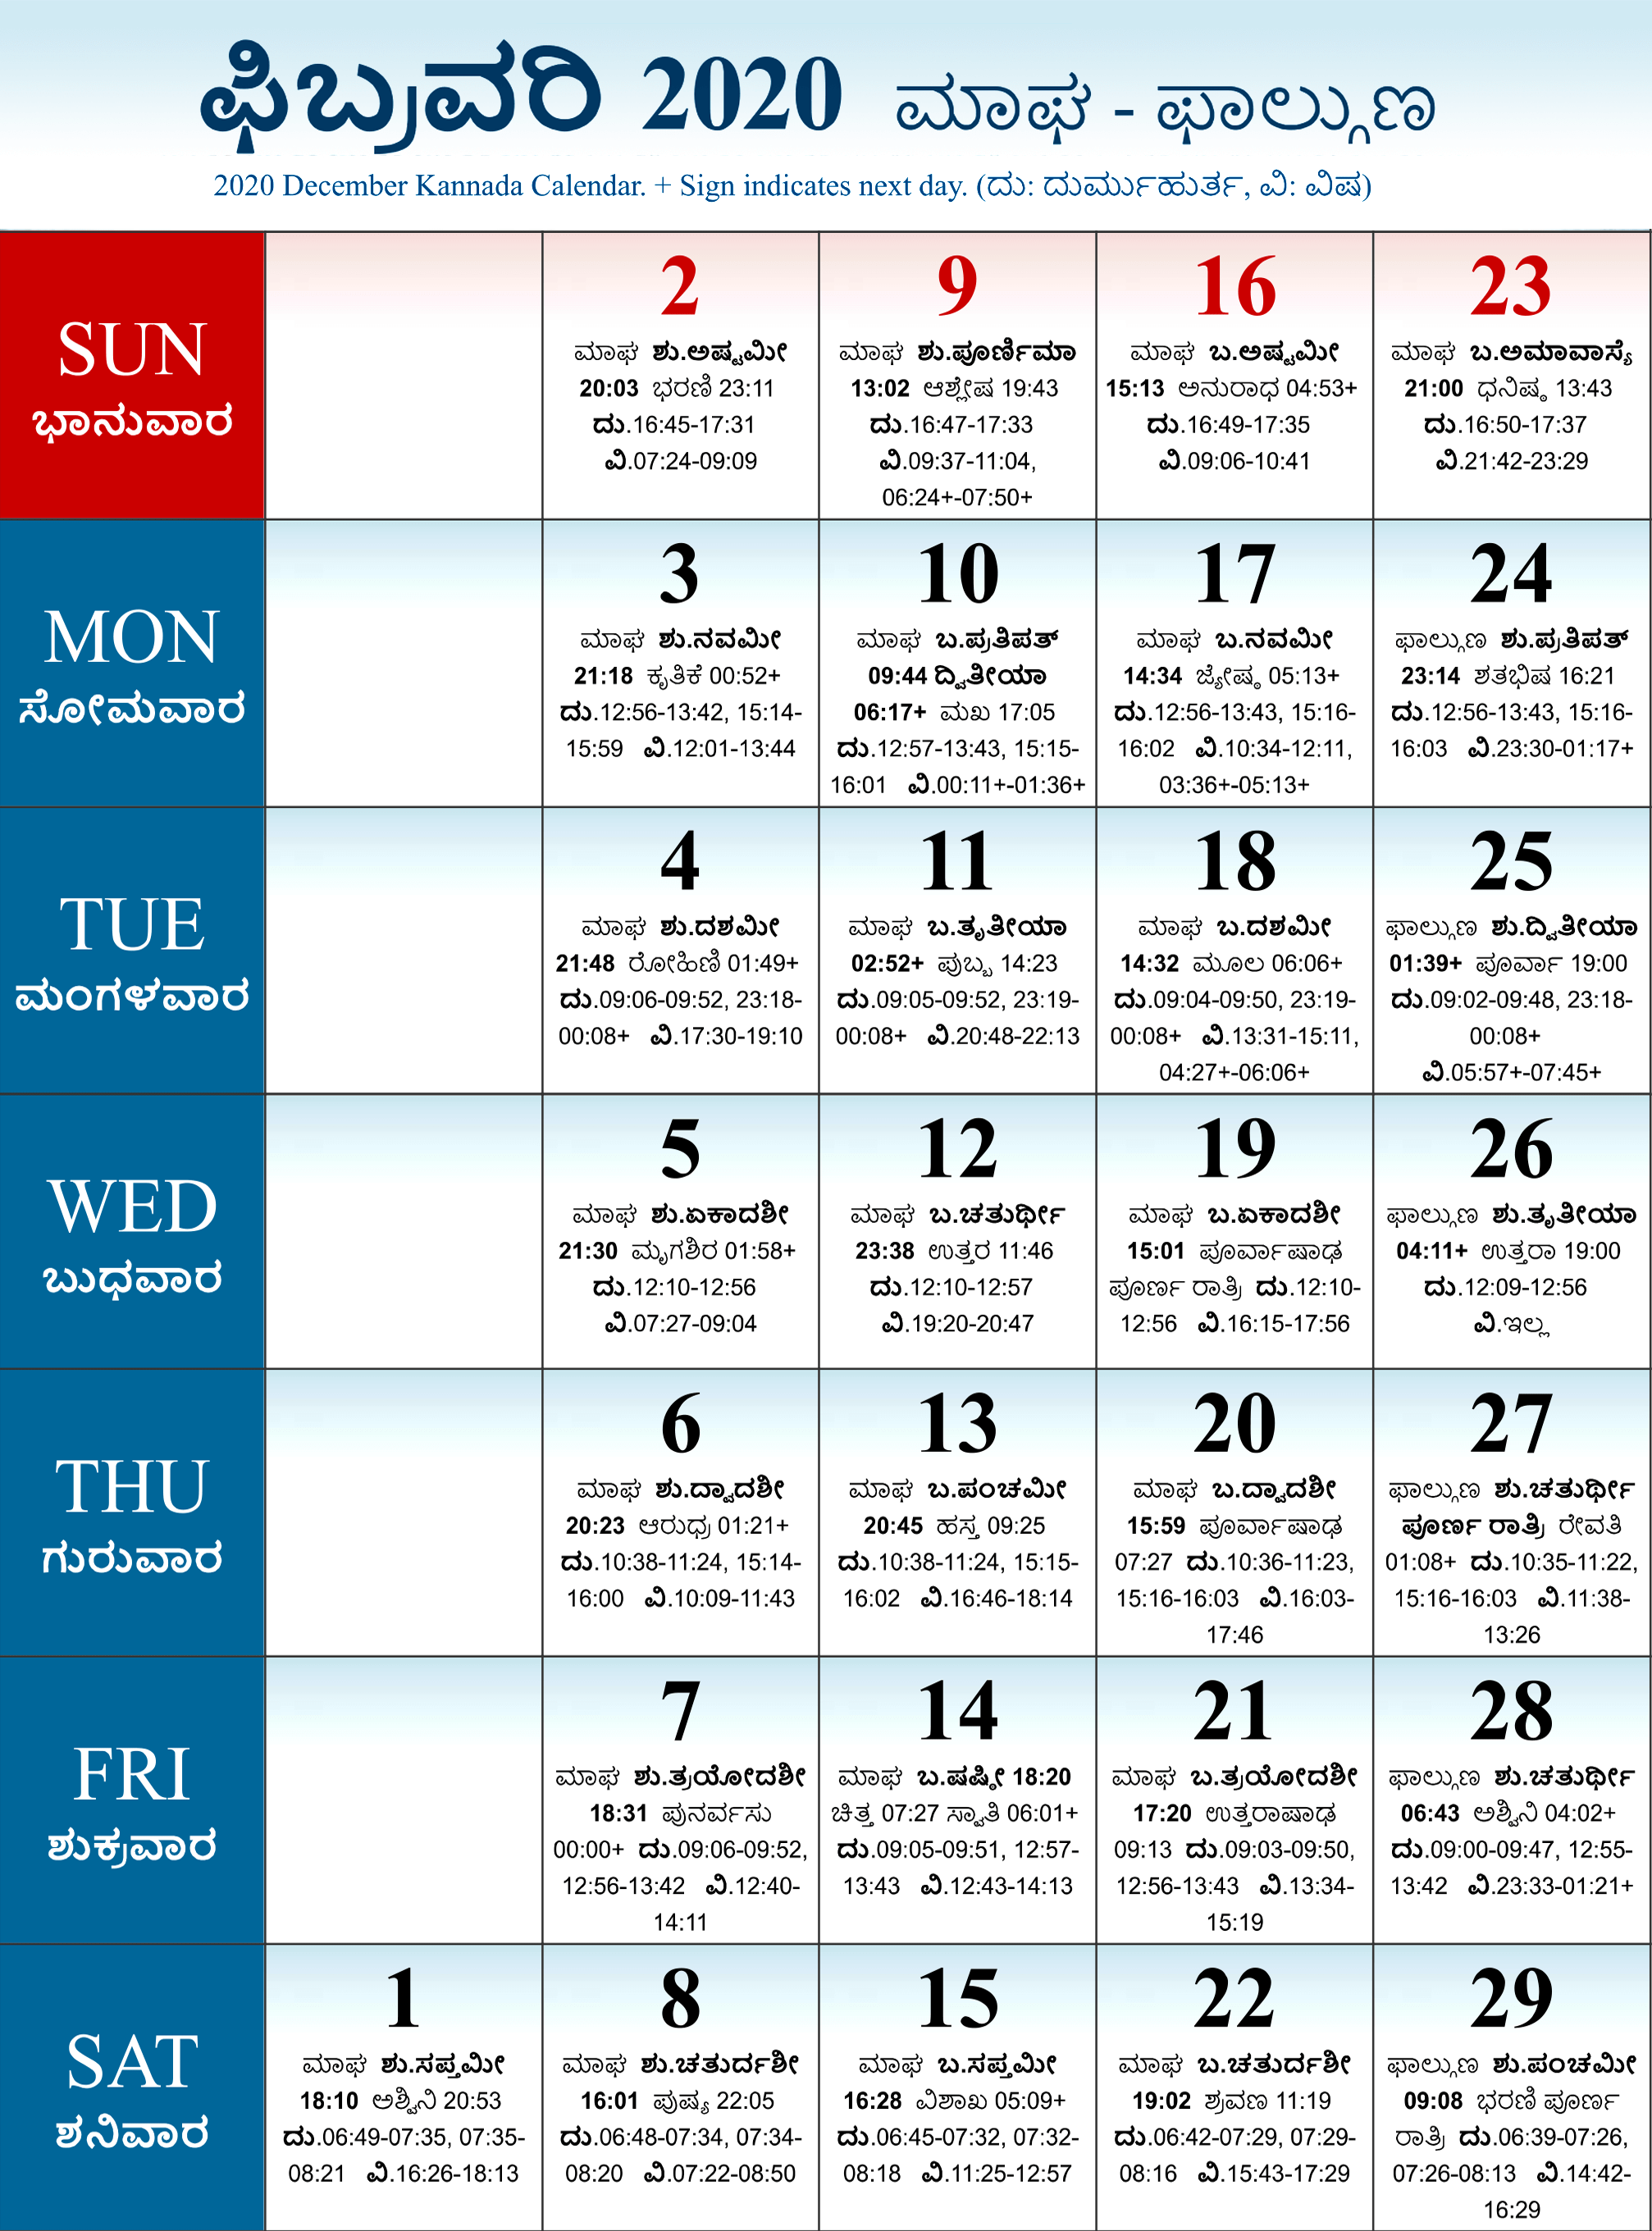 ಫಿಬ್ರವರಿ 2020 ಮಾಘ - ಫಾಲ್ಗುಣ
2020 December Kannada Calendar. + Sign indicates next day. (ದು: ದುರ್ಮುಹುರ್ತ, ವಿ: ವಿಷ)
SUN
ಭಾನುವಾರ
2
ಮಾಘ ಶು.ಅಷ್ಟಮೀ
20:03 ಭರಣಿ 23:11
ದು.16:45-17:31
ವಿ.07:24-09:09
9
ಮಾಘ ಶು.ಪೂರ್ಣಿಮಾ
13:02 ಆಶ್ಲೇಷ 19:43
ದು.16:47-17:33
ವಿ.09:37-11:04,
06:24+-07:50+
16
ಮಾಘ ಬ.ಅಷ್ಟಮೀ
15:13 ಅನುರಾಧ 04:53+
ದು.16:49-17:35
ವಿ.09:06-10:41
23
ಮಾಘ ಬ.ಅಮಾವಾಸ್ಯೆ
21:00 ಧನಿಷ್ಠ 13:43
ದು.16:50-17:37
ವಿ.21:42-23:29
MON
ಸೋಮವಾರ
3
ಮಾಘ ಶು.ನವಮೀ
21:18 ಕೃತಿಕೆ 00:52+
ದು.12:56-13:42, 15:14-
15:59 ವಿ.12:01-13:44
10
ಮಾಘ ಬ.ಪ್ರತಿಪತ್
09:44 ದ್ವಿತೀಯಾ
06:17+ ಮಖ 17:05
ದು.12:57-13:43, 15:15-
16:01 ವಿ.00:11+-01:36+
17
ಮಾಘ ಬ.ನವಮೀ
14:34 ಜ್ಯೇಷ್ಠ 05:13+
ದು.12:56-13:43, 15:16-
16:02 ವಿ.10:34-12:11,
03:36+-05:13+
24
ಫಾಲ್ಗುಣ ಶು.ಪ್ರತಿಪತ್
23:14 ಶತಭಿಷ 16:21
ದು.12:56-13:43, 15:16-
16:03 ವಿ.23:30-01:17+
TUE
ಮಂಗಳವಾರ
4
ಮಾಘ ಶು.ದಶಮೀ
21:48 ರೋಹಿಣಿ 01:49+
ದು.09:06-09:52, 23:18-
00:08+ ವಿ.17:30-19:10
11
ಮಾಘ ಬ.ತೃತೀಯಾ
02:52+ ಪುಬ್ಬ 14:23
ದು.09:05-09:52, 23:19-
00:08+ ವಿ.20:48-22:13
18
ಮಾಘ ಬ.ದಶಮೀ
14:32 ಮೂಲ 06:06+
ದು.09:04-09:50, 23:19-
00:08+ ವಿ.13:31-15:11,
04:27+-06:06+
25
ಫಾಲ್ಗುಣ ಶು.ದ್ವಿತೀಯಾ
01:39+ ಪೂರ್ವಾ 19:00
ದು.09:02-09:48, 23:18-
00:08+
ವಿ.05:57+-07:45+
WED
ಬುಧವಾರ
5
ಮಾಘ ಶು.ಏಕಾದಶೀ
21:30 ಮೃಗಶಿರ 01:58+
ದು.12:10-12:56
ವಿ.07:27-09:04
12
ಮಾಘ ಬ.ಚತುರ್ಥೀ
23:38 ಉತ್ತರ 11:46
ದು.12:10-12:57
ವಿ.19:20-20:47
19
ಮಾಘ ಬ.ಏಕಾದಶೀ
15:01 ಪೂರ್ವಾಷಾಢ
ಪೂರ್ಣ ರಾತ್ರಿ ದು.12:10-
12:56 ವಿ.16:15-17:56
26
ಫಾಲ್ಗುಣ ಶು.ತೃತೀಯಾ
04:11+ ಉತ್ತರಾ 19:00
ದು.12:09-12:56
ವಿ.ಇಲ್ಲ
THU
ಗುರುವಾರ
6
ಮಾಘ ಶು.ದ್ವಾದಶೀ
20:23 ಆರುಧ್ರ 01:21+
ದು.10:38-11:24, 15:14-
16:00 ವಿ.10:09-11:43
13
ಮಾಘ ಬ.ಪಂಚಮೀ
20:45 ಹಸ್ತ 09:25
ದು.10:38-11:24, 15:15-
16:02 ವಿ.16:46-18:14
20
ಮಾಘ ಬ.ದ್ವಾದಶೀ
15:59 ಪೂರ್ವಾಷಾಢ
07:27 ದು.10:36-11:23,
15:16-16:03 ವಿ.16:03-
17:46
27
ಫಾಲ್ಗುಣ ಶು.ಚತುರ್ಥೀ
ಪೂರ್ಣ ರಾತ್ರಿ ರೇವತಿ
01:08+ ದು.10:35-11:22,
15:16-16:03 ವಿ.11:38-
13:26
FRI
ಶುಕ್ರವಾರ
7
ಮಾಘ ಶು.ತ್ರಯೋದಶೀ
18:31 ಪುನರ್ವಸು
00:00+ ದು.09:06-09:52,
12:56-13:42 ವಿ.12:40-
14:11
14
ಮಾಘ ಬ.ಷಷ್ಠೀ 18:20
ಚಿತ್ತ 07:27 ಸ್ವಾತಿ 06:01+
ದು.09:05-09:51, 12:57-
13:43 ವಿ.12:43-14:13
21
ಮಾಘ ಬ.ತ್ರಯೋದಶೀ
17:20 ಉತ್ತರಾಷಾಢ
09:13 ದು.09:03-09:50,
12:56-13:43 ವಿ.13:34-
15:19
28
ಫಾಲ್ಗುಣ ಶು.ಚತುರ್ಥೀ
06:43 ಅಶ್ವಿನಿ 04:02+
ದು.09:00-09:47, 12:55-
13:42 ವಿ.23:33-01:21+
SAT
ಶನಿವಾರ
1
ಮಾಘ ಶು.ಸಪ್ತಮೀ
18:10 ಅಶ್ವಿನಿ 20:53
ದು.06:49-07:35, 07:35-
08:21 ವಿ.16:26-18:13
8
ಮಾಘ ಶು.ಚತುರ್ದಶೀ
16:01 ಪುಷ್ಯ 22:05
ದು.06:48-07:34, 07:34-
08:20 ವಿ.07:22-08:50
15
ಮಾಘ ಬ.ಸಪ್ತಮೀ
16:28 ವಿಶಾಖ 05:09+
ದು.06:45-07:32, 07:32-
08:18 ವಿ.11:25-12:57
22
ಮಾಘ ಬ.ಚತುರ್ದಶೀ
19:02 ಶ್ರವಣ 11:19
ದು.06:42-07:29, 07:29-
08:16 ವಿ.15:43-17:29
29
ಫಾಲ್ಗುಣ ಶು.ಪಂಚಮೀ
09:08 ಭರಣಿ ಪೂರ್ಣ
ರಾತ್ರಿ ದು.06:39-07:26,
07:26-08:13 ವಿ.14:42-
16:29